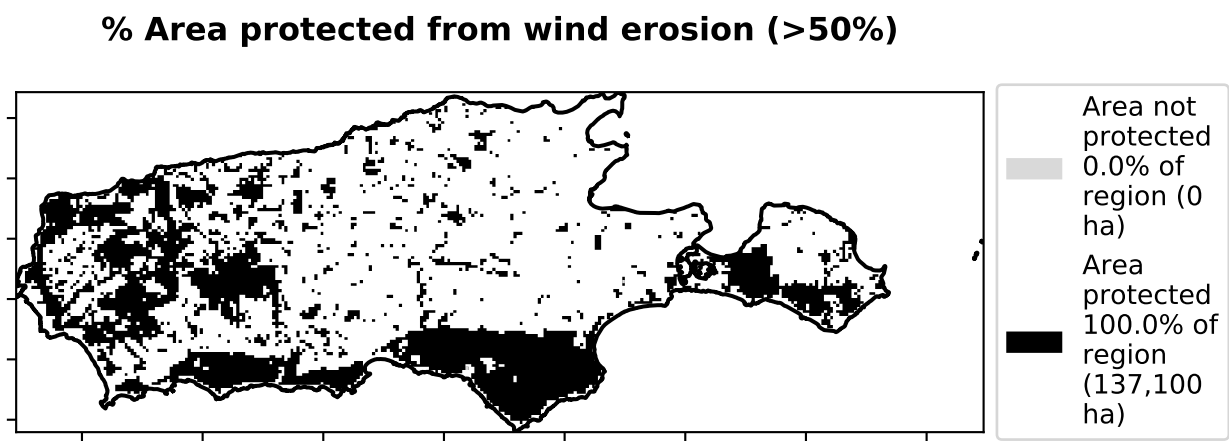 % Area protected from wind erosion (>50%)
Area not
protected
0.0% of
region (0
ha)
Area
protected
100.0% of
region
(137,100
ha)